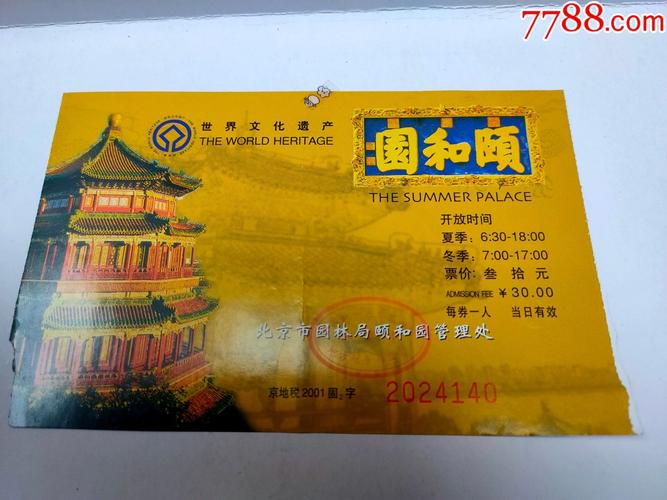 7788.com
世界文化遗产
THE WORLD HERITAGE
園和頤
THE SUMMER PALACE
开放时间
夏季：6:30-18:00
冬季：7:00-17:00
票价：叁拾元
ADMISSION FEE ￥30.00
每券一人 当日有效
北京市园林局颐和园管理处
京地税2001固₂字
2024140